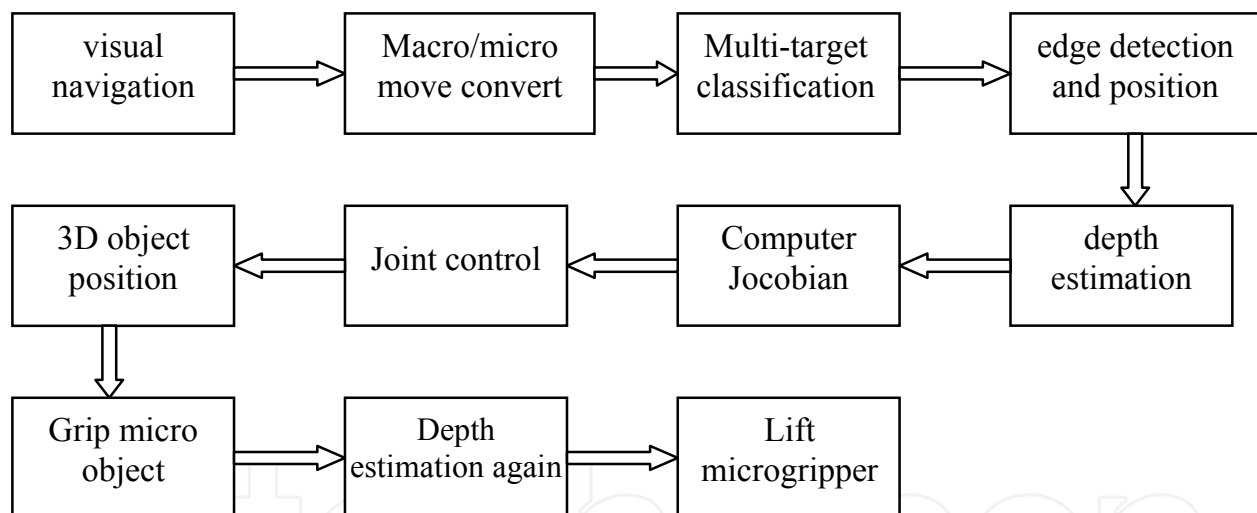 visual
navigation
Macro/micro
move convert
Multi-target
classification
edge detection
and position
depth
estimation
Computer
Jocobian
Joint control
3D object
position
Grip micro
object
Depth
estimation again
Lift
microgripper